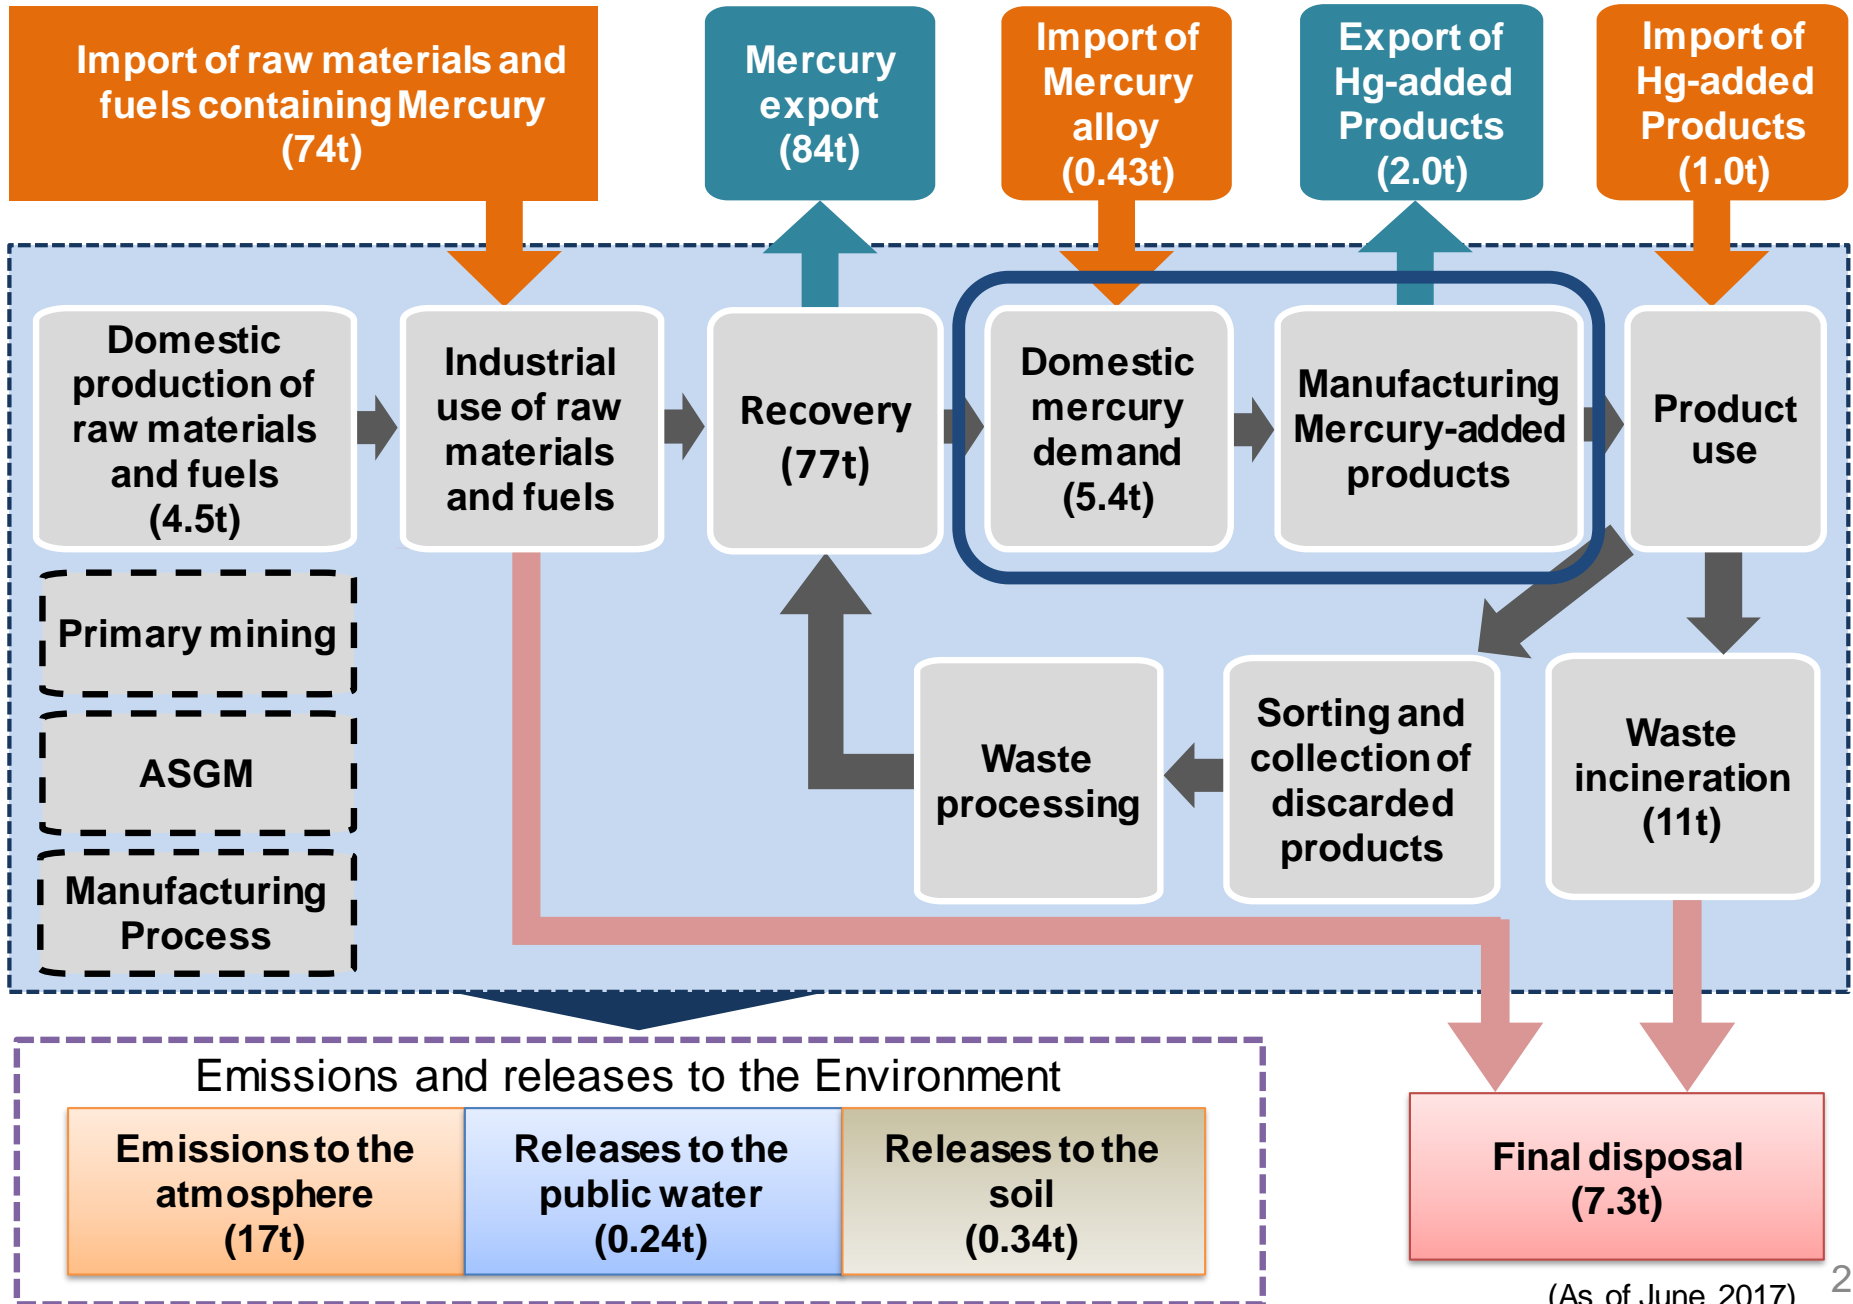 Import of raw materials and
fuels containing Mercury
(74t)
Mercury
export
(84t)
Import of
Mercury
alloy
(0.43t)
Export of
Hg-added
Products
(2.0t)
Import of
Hg-added
Products
(1.0t)
Domestic
production of
raw materials
and fuels
(4.5t)
Industrial
use of raw
materials
and fuels
Recovery
(77t)
Domestic
mercury
demand
(5.4t)
Manufacturing
Mercury-added
products
Product
use
Primary mining
ASGM
Manufacturing
Process
Waste
processing
Sorting and
collection of
discarded
products
Waste
incineration
(11t)
Emissions and releases to the Environment
Emissions to the
atmosphere
(17t)
Releases to the
public water
(0.24t)
Releases to the
soil
(0.34t)
Final disposal
(7.3t)
(As of June, 2017)
2